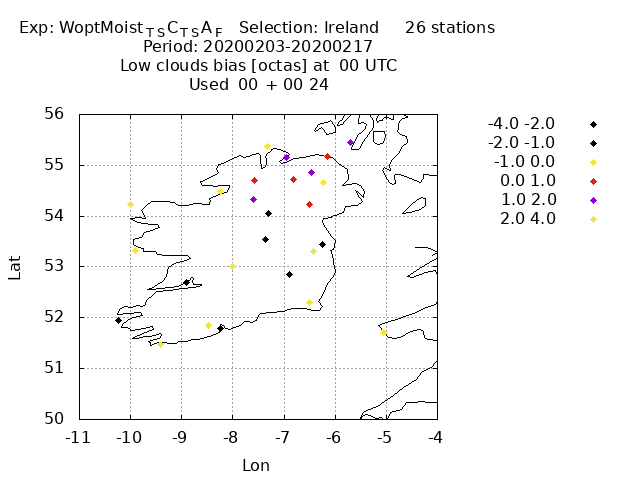 Exp: WoptMoist_TS C_TS A_F   Selection: Ireland     26 stations
Period: 20200203-20200217
Low clouds bias [octas] at  00 UTC
Used  00 + 00 24
-4.0 -2.0
-2.0 -1.0
-1.0 0.0
0.0 1.0
1.0 2.0
2.0 4.0
56
55
54
53
52
51
50
Lat
-11 -10 -9 -8 -7 -6 -5 -4
Lon